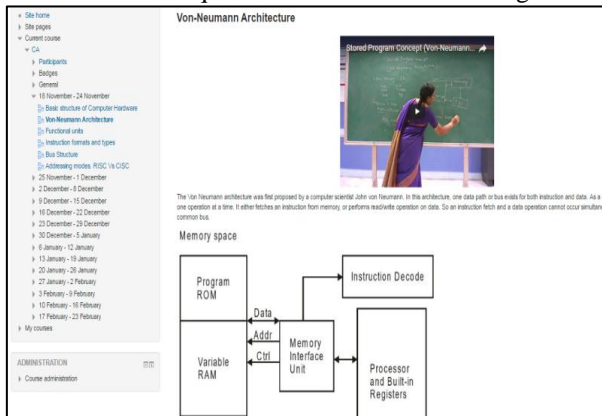 Site home
Site pages
Current course
CA
Participants
Badges
General
18 November - 24 November
Basic structure of Computer Hardware
Von-Neumann Architecture
Functional units
Instruction formats and types
Bus Structure
Addressing modes. RISC Vs CISC
25 November - 1 December
2 December - 8 December
9 December - 15 December
16 December - 22 December
23 December - 29 December
30 December - 5 January
6 January - 12 January
13 January - 19 January
20 January - 26 January
27 January - 2 February
3 February - 9 February
10 February - 16 February
17 February - 23 February
My courses
ADMINISTRATION
Course administration
Von-Neumann Architecture
Stored Program Concept {Von-Neumann...
The Von Neumann architecture was first proposed by a computer scientist John von Neumann. In this architecture, one data path or bus exists for both instruction and data. As a
one operation at a time. It either fetches an instruction from memory, or performs read/write operation on data. So an instruction fetch and a data operation cannot occur simultan
common bus.
Memory space
Program
ROM
Variable
RAM
Data
Addr
Ctrl
Memory
Interface
Unit
Instruction Decode
Processor
and Built-in
Registers